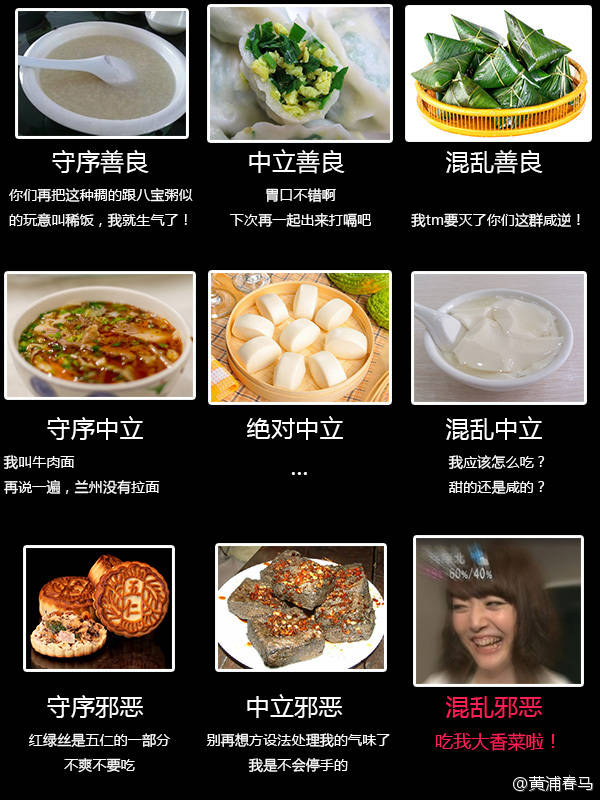 守序善良
你们再把这种稠的跟八宝粥似
的玩意叫稀饭，我就生气了！
中立善良
胃口不错啊
下次再一起出来打嗝吧
混乱善良
我tm要灭了你们这群咸逆！
守序中立
我叫牛肉面
再说一遍，兰州没有拉面
绝对中立
...
混乱中立
我应该怎么吃？
甜的还是咸的？
五仁
守序邪恶
红绿丝是五仁的一部分
不爽不要吃
中立邪恶
别再想方设法处理我的气味了
我是不会停手的
60%/40%
混乱邪恶
吃我大香菜啦！
@黄浦春马